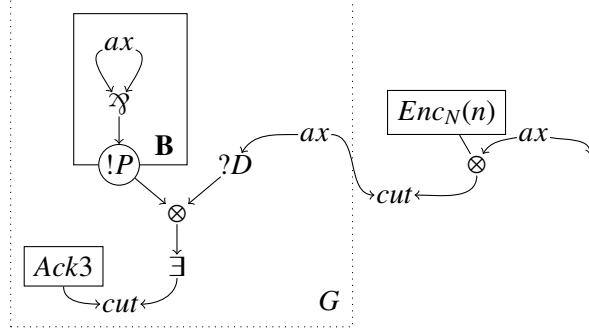 ax
⅋
!P
B
?D
ax
Enc_N(n)
ax
⊗
cut
⊗
Ack3
∃
cut
G